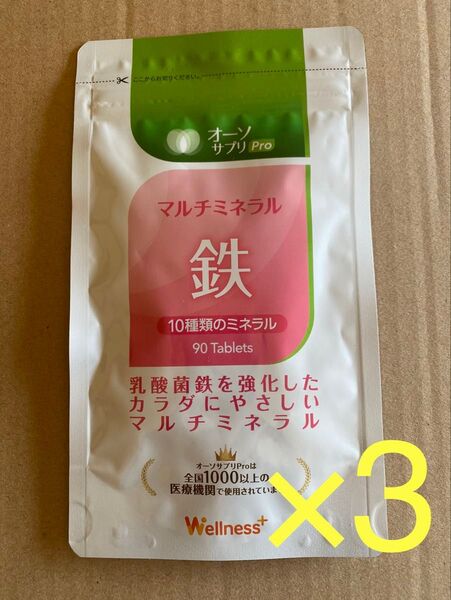 ここからお切りください。
オーソ
サプリ Pro
マルチミネラル
鉄
10種類のミネラル
90 Tablets
乳酸菌鉄を強化した
カラダにやさしい
マルチミネラル
オーソサプリProは
全国1000以上の
医療機関で使用されていま
Wellness+
×3